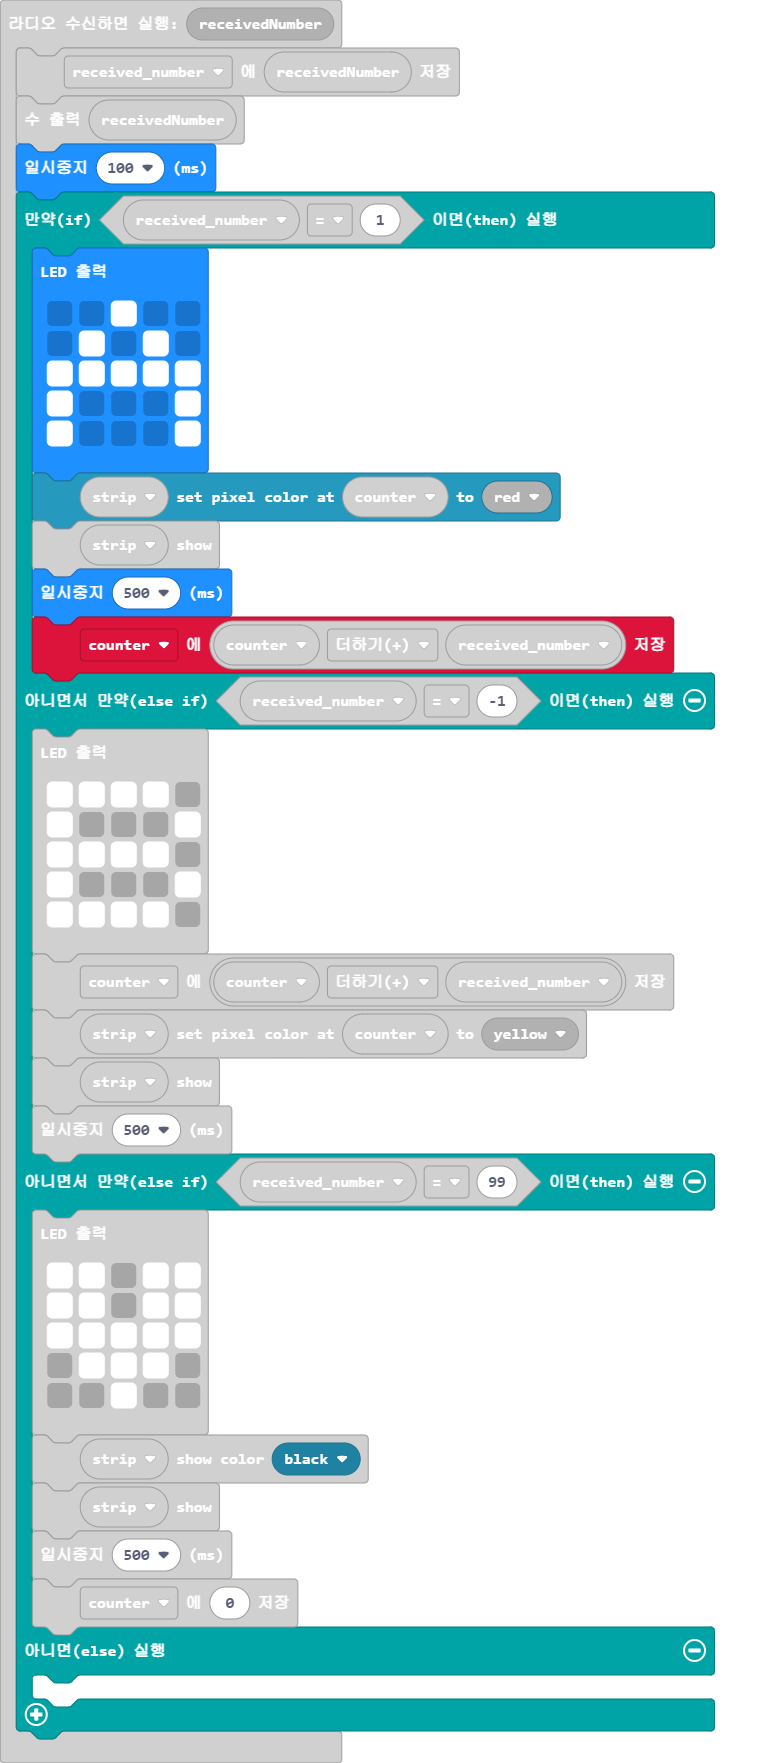 라디오 수신하면 실행: receivedNumber
received_number 에 receivedNumber 저장
수 출력 receivedNumber
일시중지 100 (ms)
만약(if) received_number = 1 이면(then) 실행
LED 출력
strip set pixel color at counter to red
strip show
일시중지 500 (ms)
counter 에 counter 더하기(+) received_number 저장
아니면서 만약(else if) received_number = -1 이면(then) 실행
LED 출력
counter 에 counter 더하기(+) received_number 저장
strip set pixel color at counter to yellow
strip show
일시중지 500 (ms)
아니면서 만약(else if) received_number = 99 이면(then) 실행
LED 출력
strip show color black
strip show
일시중지 500 (ms)
counter 에 0 저장
아니면(else) 실행